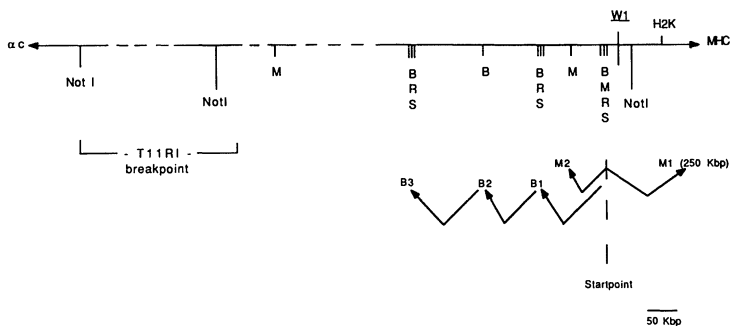 W1
H2K
α c
MHC
Not I
NotI
M
B
R
S
B
B
R
S
M
B
M
R
S
NotI
- T11RI -
breakpoint
B3
B2
B1
M2
M1 (250 Kbp)
Startpoint
50 Kbp